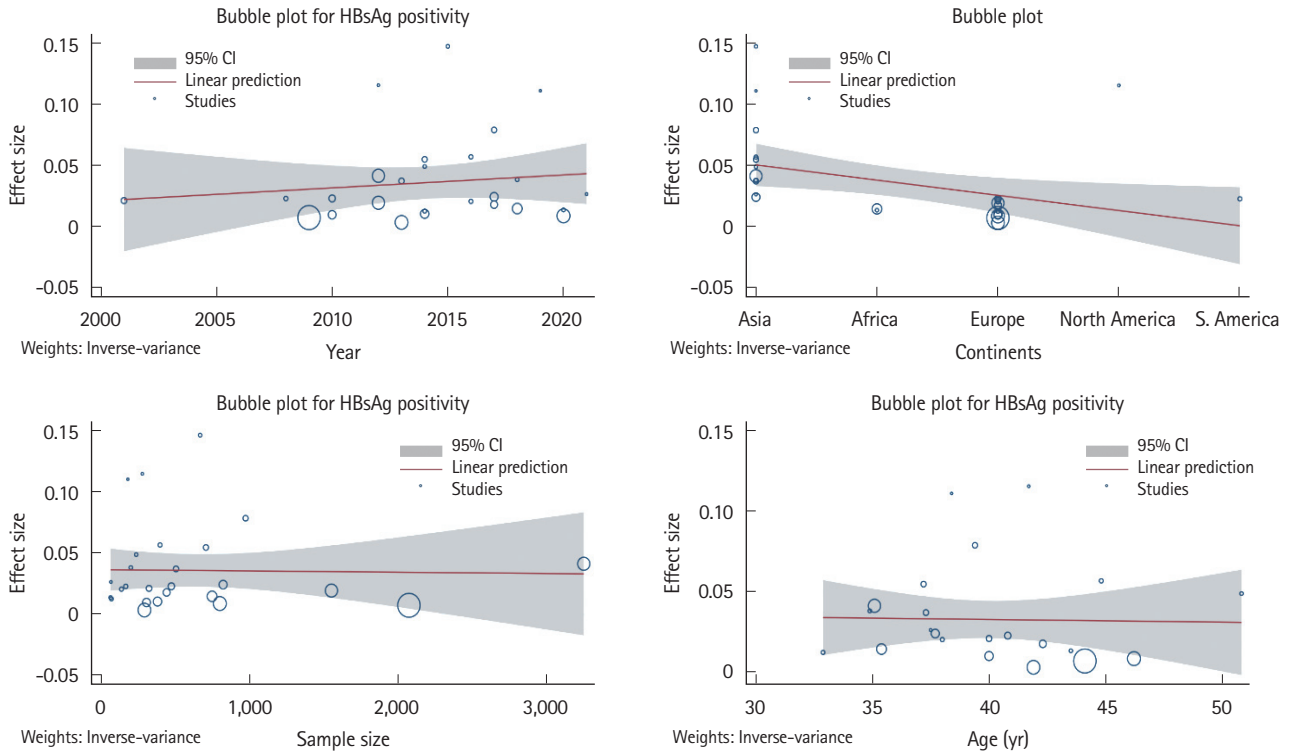 Bubble plot for HBsAg positivity
0.15
0.10
0.05
0
-0.05
Effect size
95% CI
Linear prediction
Studies
2000 2005 2010 2015 2020
Weights: Inverse-variance
Year
Bubble plot
0.15
0.10
0.05
0
-0.05
Effect size
95% CI
Linear prediction
Studies
Asia Africa Europe North America S. America
Weights: Inverse-variance
Continents
Bubble plot for HBsAg positivity
0.15
0.10
0.05
0
-0.05
Effect size
95% CI
Linear prediction
Studies
0 1,000 2,000 3,000
Weights: Inverse-variance
Sample size
Bubble plot for HBsAg positivity
0.15
0.10
0.05
0
Effect size
95% CI
Linear prediction
Studies
30 35 40 45 50
Weights: Inverse-variance
Age (yr)